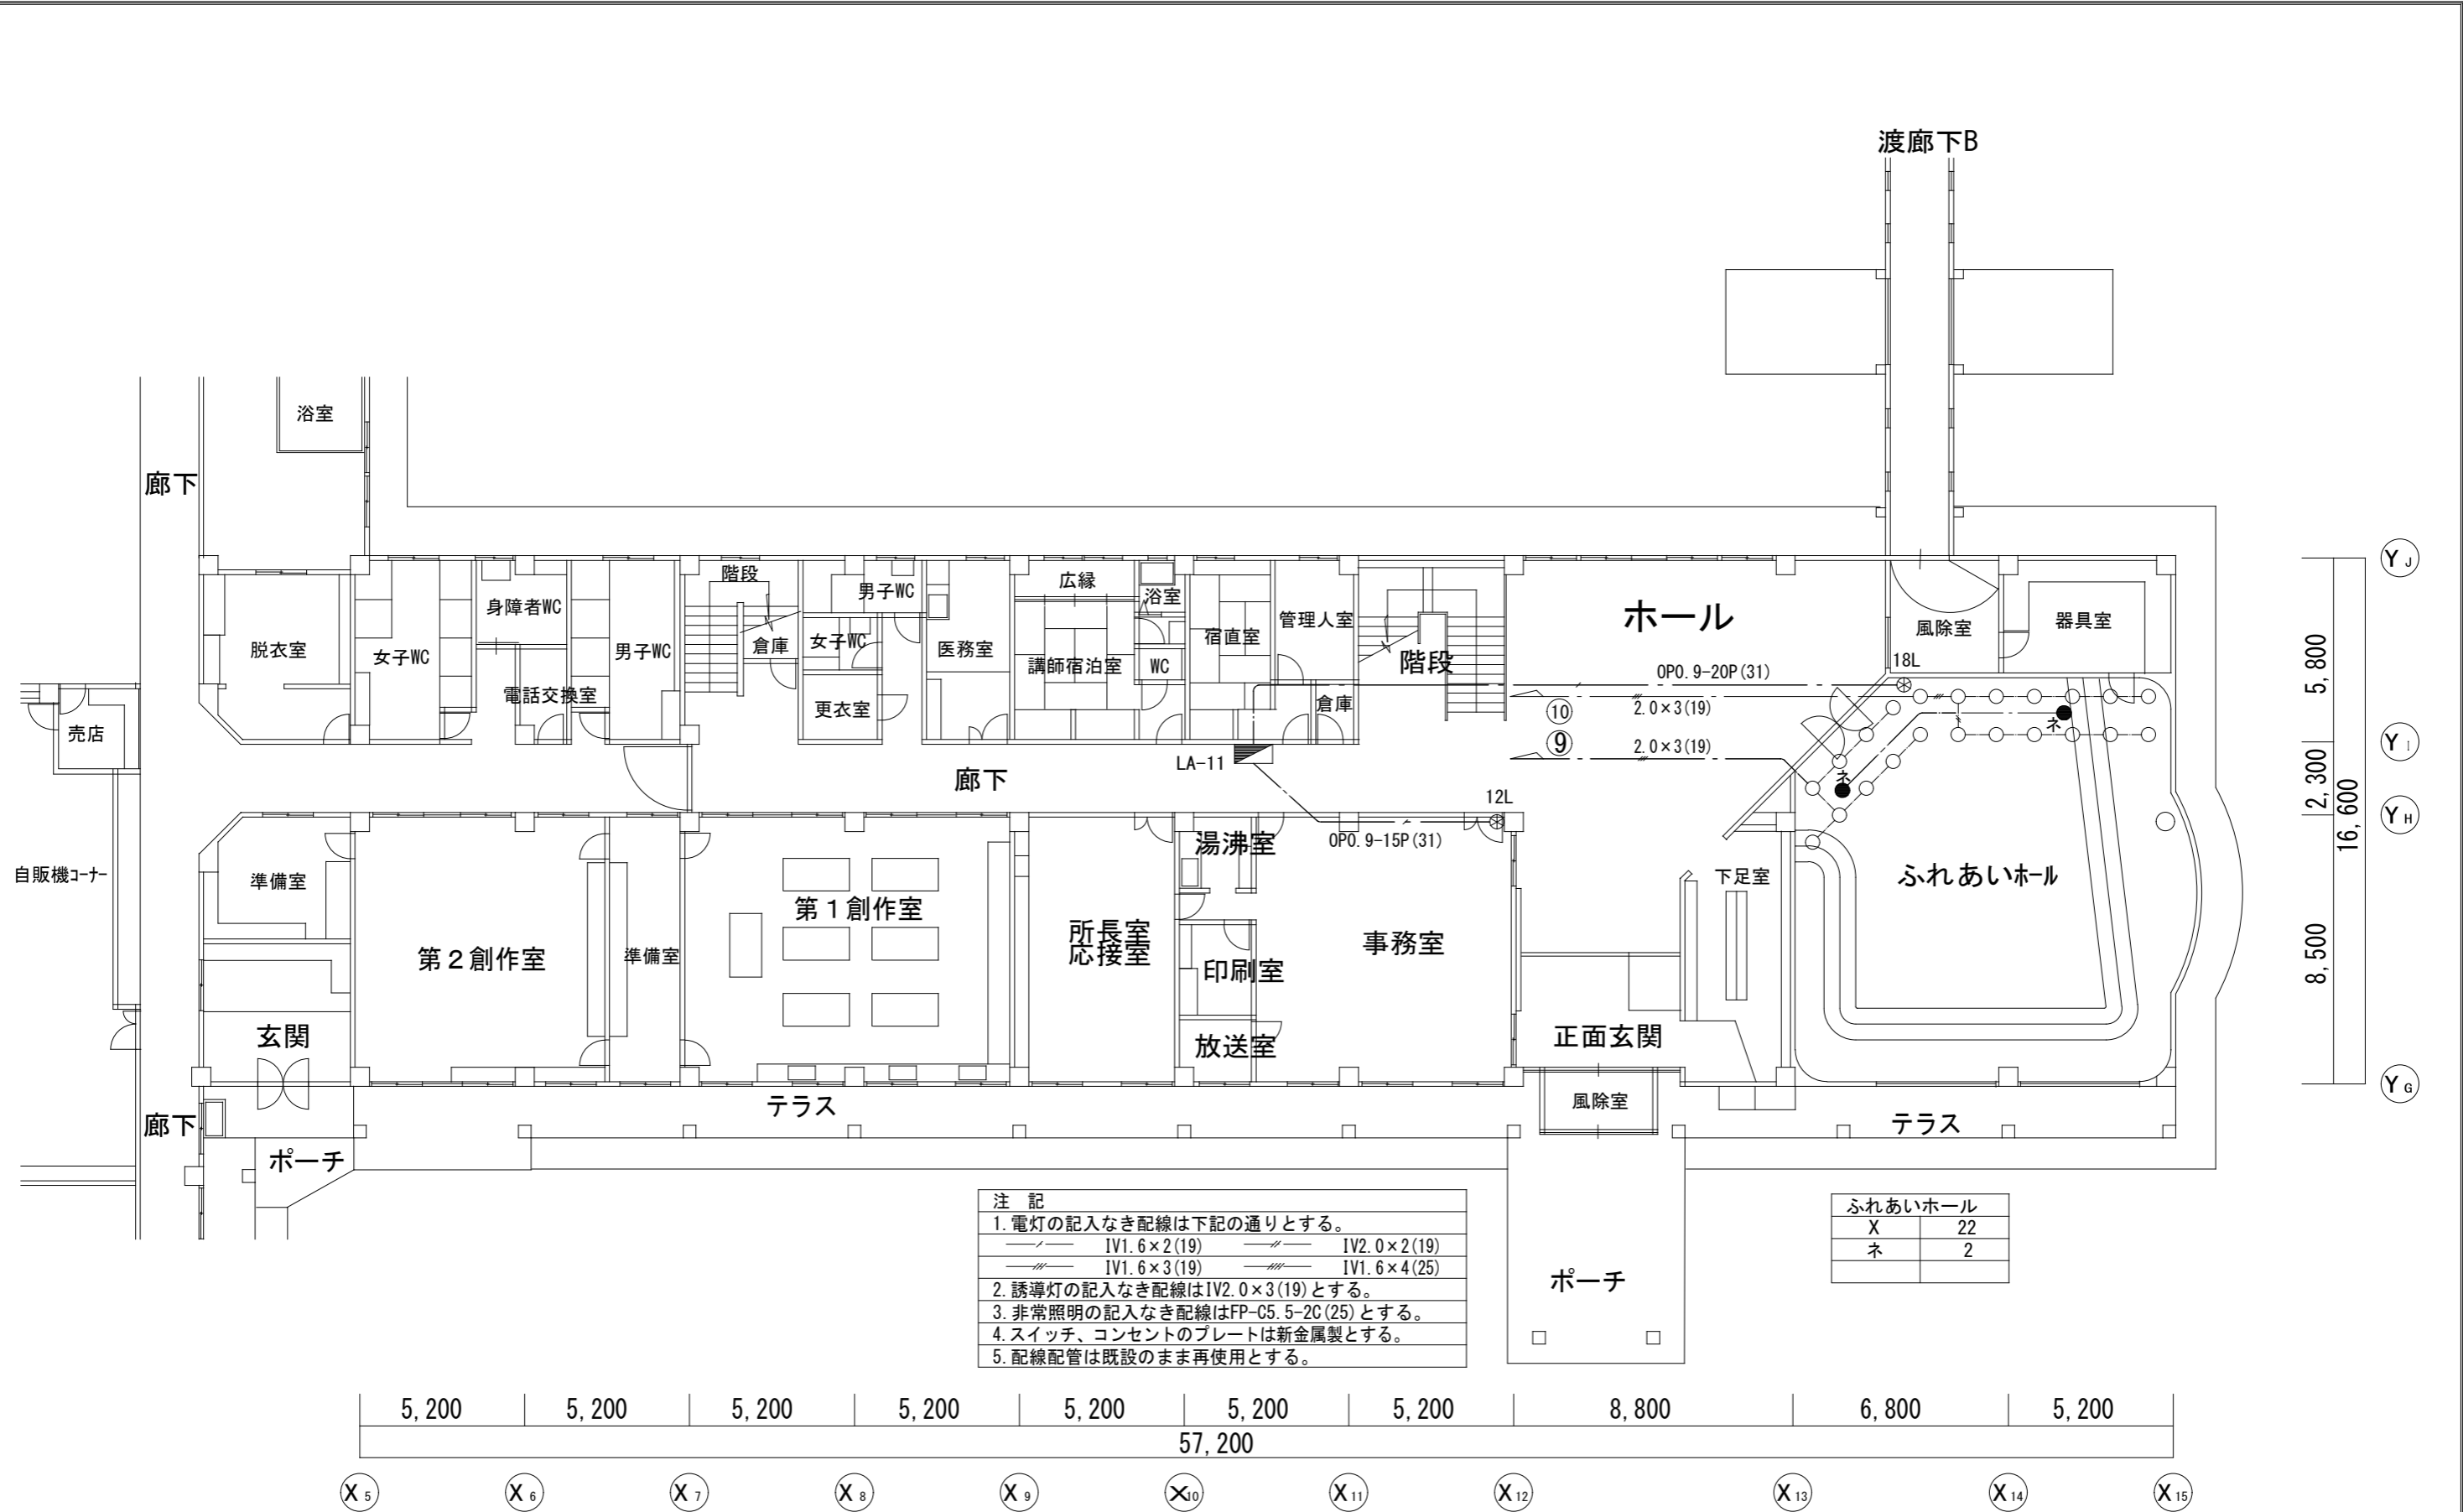 渡廊下B
浴室
廊下
階段
男子WC
広縁
浴室
身障者WC
脱衣室
女子WC
電話交換室
男子WC
倉庫
女子WC
更衣室
医務室
講師宿泊室
WC
宿直室
管理人室
倉庫
階段
ホール
風除室
器具室
18L
OP0.9-20P(31)
⑩
2.0×3(19)
⑨
2.0×3(19)
ネ
ネ
売店
廊下
LA-11
12L
OP0.9-15P(31)
自販機ｺｰﾅｰ
準備室
第2創作室
準備室
第1創作室
所長室
応接室
湯沸室
印刷室
放送室
事務室
下足室
ふれあいﾎｰﾙ
正面玄関
玄関
風除室
テラス
テラス
廊下
ポーチ
ポーチ
5,800
2,300
8,500
16,600
Y J
Y I
Y H
Y G
注 記
1.電灯の記入なき配線は下記の通りとする。
IV1.6×2(19) IV2.0×2(19)
IV1.6×3(19) IV1.6×4(25)
2.誘導灯の記入なき配線はIV2.0×3(19)とする。
3.非常照明の記入なき配線はFP-C5.5-2C(25)とする。
4.スイッチ、コンセントのプレートは新金属製とする。
5.配線配管は既設のまま再使用とする。
ふれあいホール
X 22
ネ 2
5,200 5,200 5,200 5,200 5,200 5,200 5,200 8,800 6,800 5,200
57,200
X 5 X 6 X 7 X 8 X 9 X 10 X 11 X 12 X 13 X 14 X 15